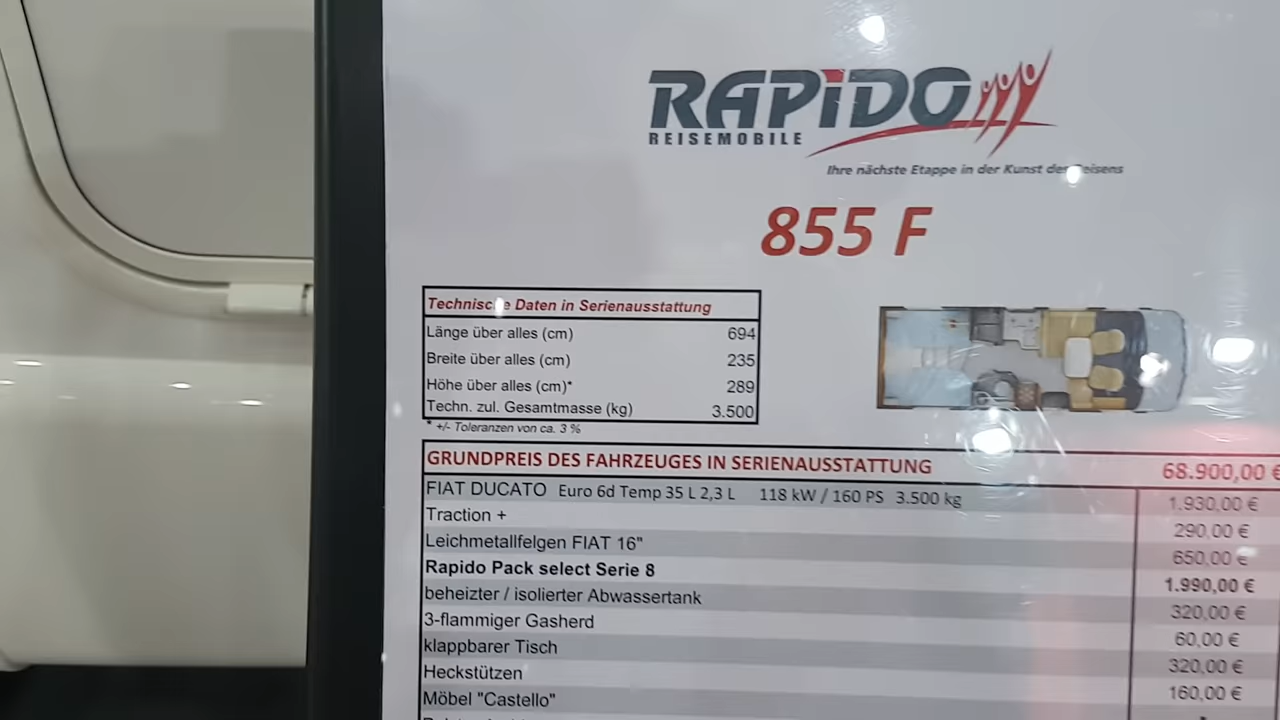 RAPiDO
REISEMOBILE
Ihre nächste Etappe in der Kunst des Reisens
855 F
Technische Daten in Serienausstattung
Länge über alles (cm) 694
Breite über alles (cm) 235
Höhe über alles (cm)* 289
Techn. zul. Gesamtmasse (kg) 3.500
* +/- Toleranzen von ca. 3 %
GRUNDPREIS DES FAHRZEUGES IN SERIENAUSSTATTUNG 68.900,00 €
FIAT DUCATO Euro 6d Temp 35 L 2,3 L 118 kW / 160 PS 3.500 kg 1.930,00 €
Traction + 290,00 €
Leichmetallfelgen FIAT 16" 650,00 €
Rapido Pack select Serie 8 1.990,00 €
beheizter / isolierter Abwassertank 320,00 €
3-flammiger Gasherd 60,00 €
klappbarer Tisch 320,00 €
Heckstützen 160,00 €
Möbel "Castello"